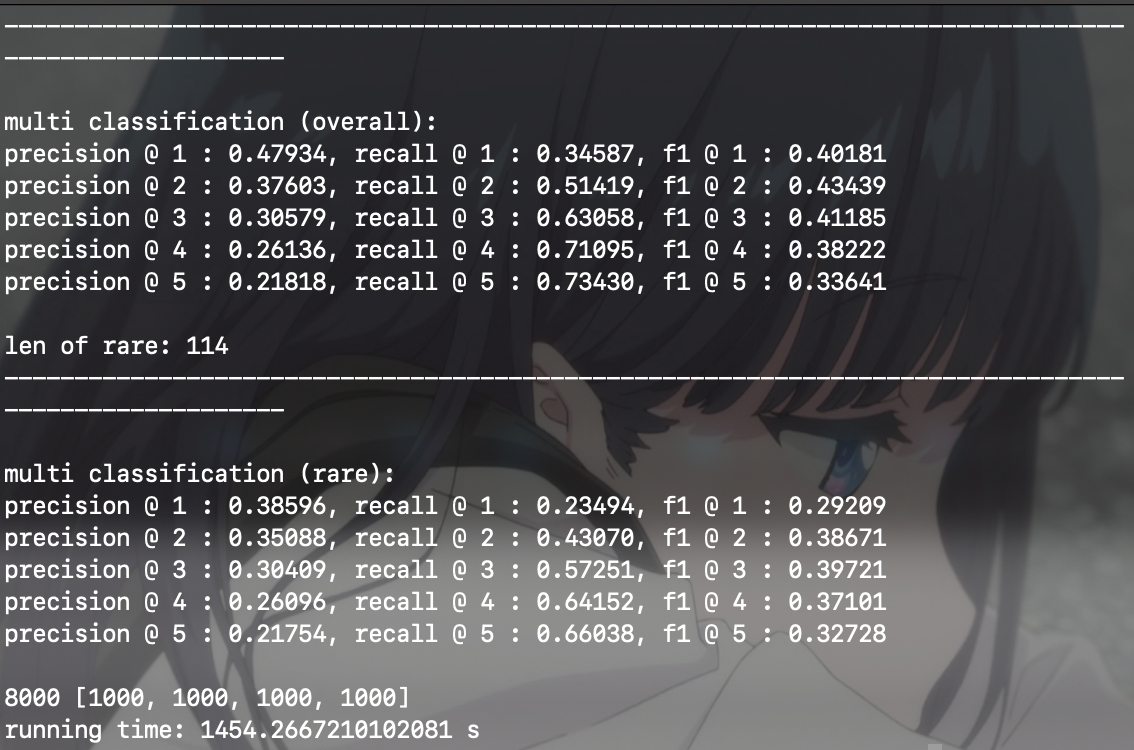 multi classification (overall):
precision @ 1 : 0.47934, recall @ 1 : 0.34587, f1 @ 1 : 0.40181
precision @ 2 : 0.37603, recall @ 2 : 0.51419, f1 @ 2 : 0.43439
precision @ 3 : 0.30579, recall @ 3 : 0.63058, f1 @ 3 : 0.41185
precision @ 4 : 0.26136, recall @ 4 : 0.71095, f1 @ 4 : 0.38222
precision @ 5 : 0.21818, recall @ 5 : 0.73430, f1 @ 5 : 0.33641
len of rare: 114
multi classification (rare):
precision @ 1 : 0.38596, recall @ 1 : 0.23494, f1 @ 1 : 0.29209
precision @ 2 : 0.35088, recall @ 2 : 0.43070, f1 @ 2 : 0.38671
precision @ 3 : 0.30409, recall @ 3 : 0.57251, f1 @ 3 : 0.39721
precision @ 4 : 0.26096, recall @ 4 : 0.64152, f1 @ 4 : 0.37101
precision @ 5 : 0.21754, recall @ 5 : 0.66038, f1 @ 5 : 0.32728
8000 [1000, 1000, 1000, 1000]
running time: 1454.2667210102081 s